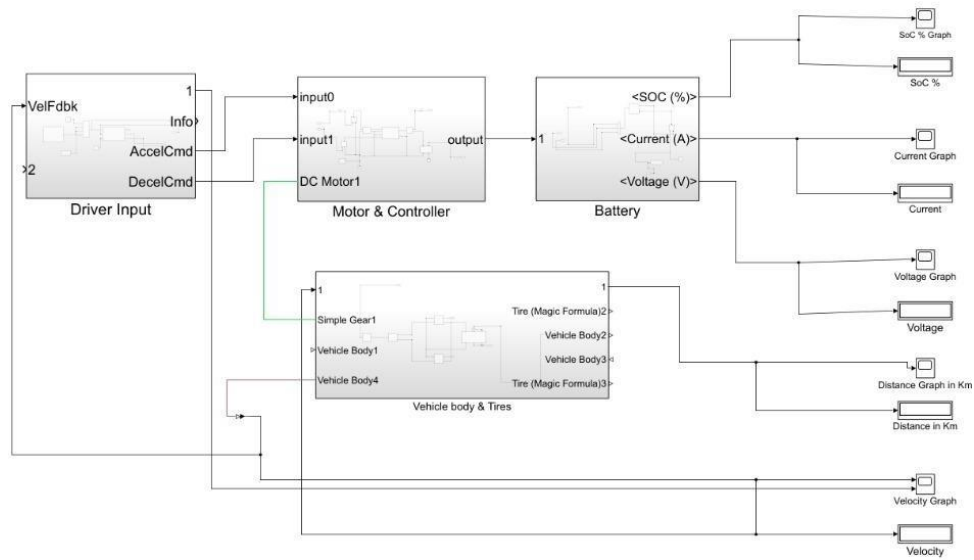 SoC % Graph
SoC %
VelFdbk
2
1
Info
AccelCmd
DecelCmd
Driver Input
input0
input1
DC Motor1
output
Motor & Controller
1
<SOC (%)>
<Current (A)>
<Voltage (V)>
Battery
Current Graph
Current
Voltage Graph
Voltage
1
Simple Gear1
Vehicle Body1
Vehicle Body4
1
Tire (Magic Formula)2
Vehicle Body2
Vehicle Body3
Tire (Magic Formula)3
Vehicle body & Tires
Distance Graph in Km
Distance in Km
Velocity Graph
Velocity